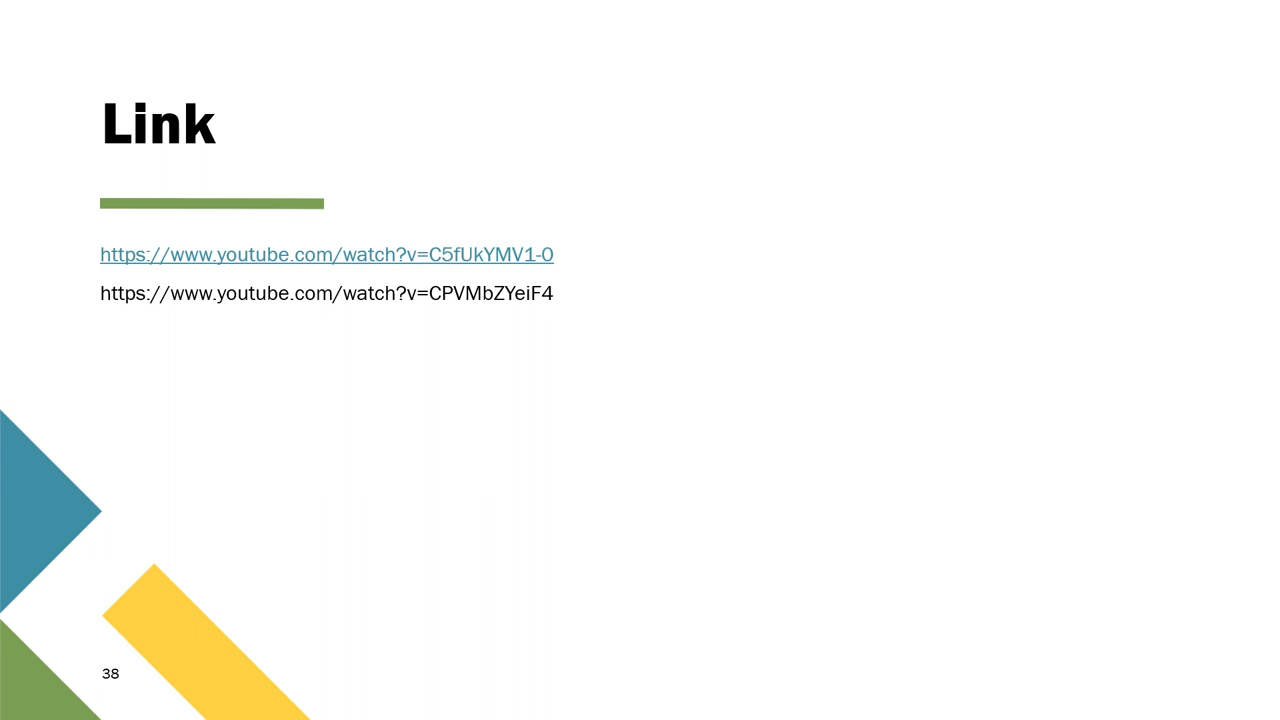 Link
https://www.youtube.com/watch?v=C5fUkYMV1-0
https://www.youtube.com/watch?v=CPVMbZYeiF4
38